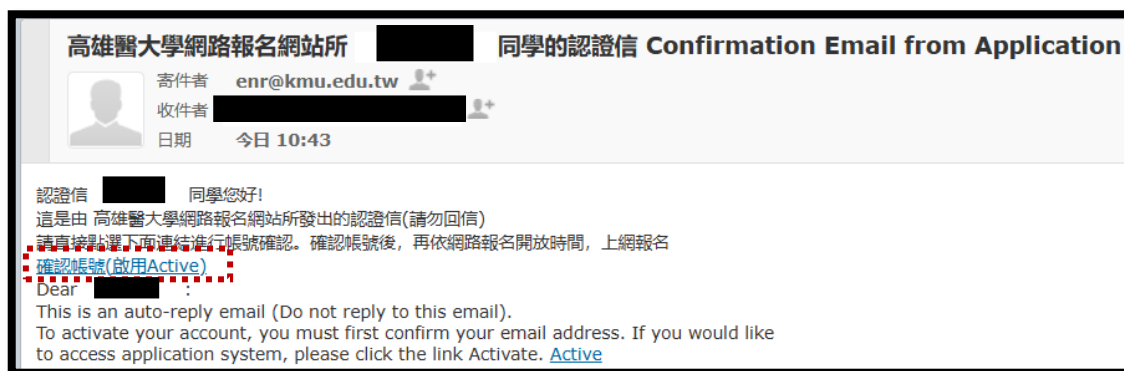 高雄醫大學網路報名網站所 同學的認證信 Confirmation Email from Application
寄件者 enr@kmu.edu.tw
收件者
日期 今日 10:43
認證信 同學您好!
這是由 高雄醫大學網路報名網站所發出的認證信(請勿回信)
請直接點選下面連結進行帳號確認。確認帳號後，再依網路報名開放時間，上網報名
確認帳號(啟用Active)
Dear :
This is an auto-reply email (Do not reply to this email).
To activate your account, you must first confirm your email address. If you would like
to access application system, please click the link Activate. Active